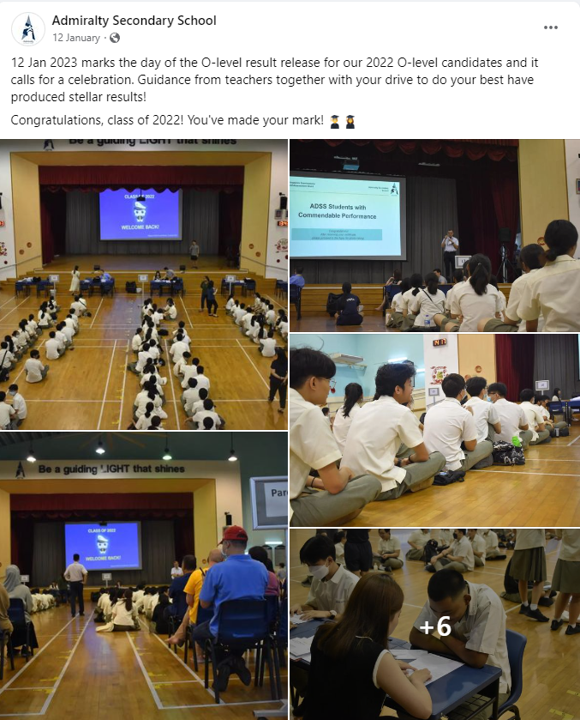 Admiralty Secondary School
12 January ·
12 Jan 2023 marks the day of the O-level result release for our 2022 O-level candidates and it
calls for a celebration. Guidance from teachers together with your drive to do your best have
produced stellar results!
Congratulations, class of 2022! You've made your mark!
Be a guiding LIGHT that shines
CLASS OF 2022
WELCOME BACK!
ADSS Students with
Commendable Performance
Be a guiding LIGHT that shines
CLASS OF 2022
WELCOME BACK!
+6